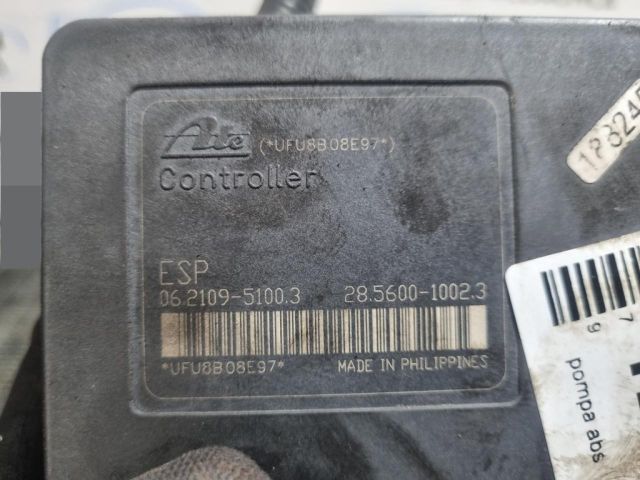 Ate (*UFU8B08E97*)
Controller
ESP
06.2109-5100.3 28.5600-1002.3
*UFU8B08E97* MADE IN PHILIPPINES
pompa abs